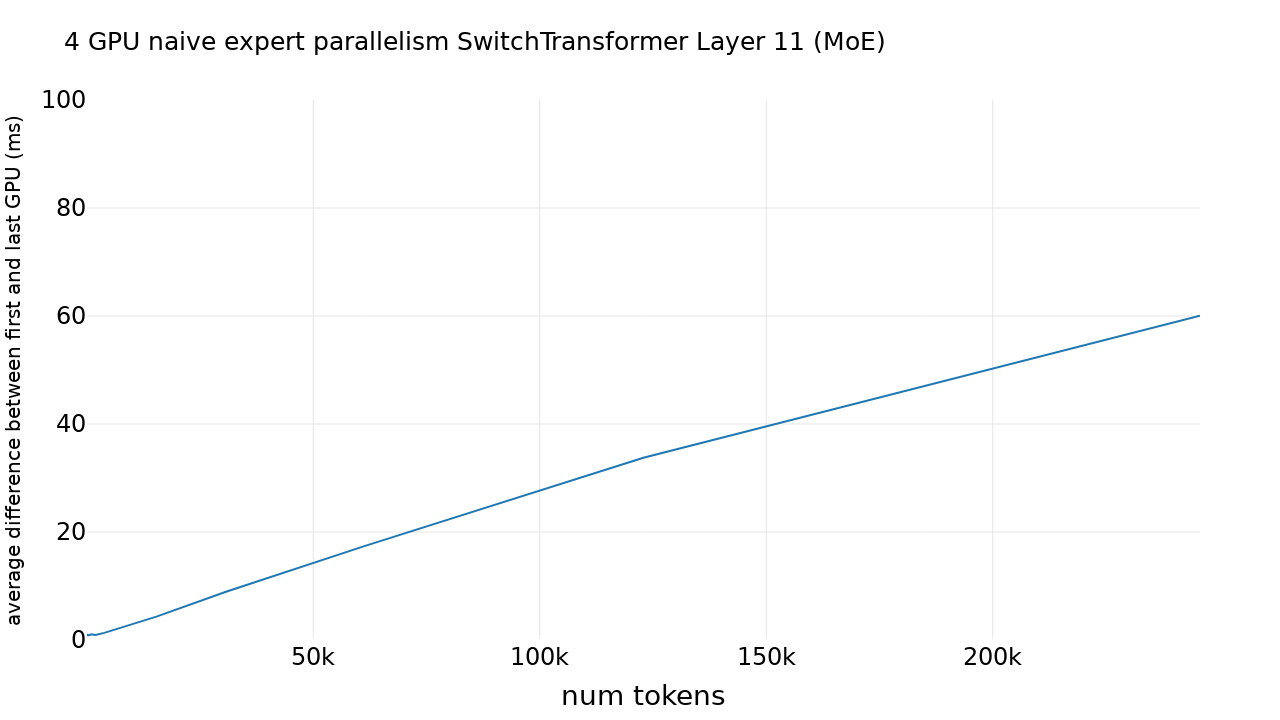 4 GPU naive expert parallelism SwitchTransformer Layer 11 (MoE)
average difference between first and last GPU (ms)
100
80
60
40
20
0
50k
100k
150k
200k
num tokens